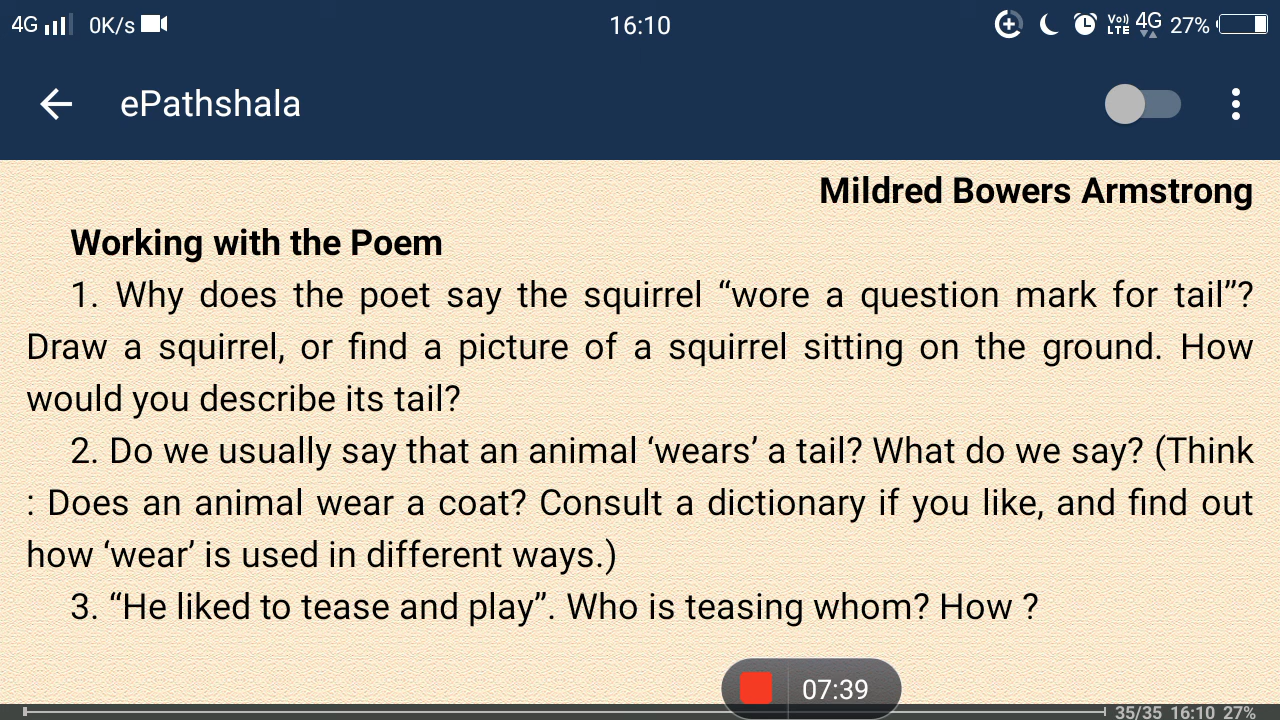 4G 0K/s 16:10 Vo)) LTE 4G 27%
ePathshala
Mildred Bowers Armstrong
Working with the Poem
1. Why does the poet say the squirrel “wore a question mark for tail”?
Draw a squirrel, or find a picture of a squirrel sitting on the ground. How
would you describe its tail?
2. Do we usually say that an animal ‘wears’ a tail? What do we say? (Think
: Does an animal wear a coat? Consult a dictionary if you like, and find out
how ‘wear’ is used in different ways.)
3. “He liked to tease and play”. Who is teasing whom? How ?
07:39
35/35 16:10 27%